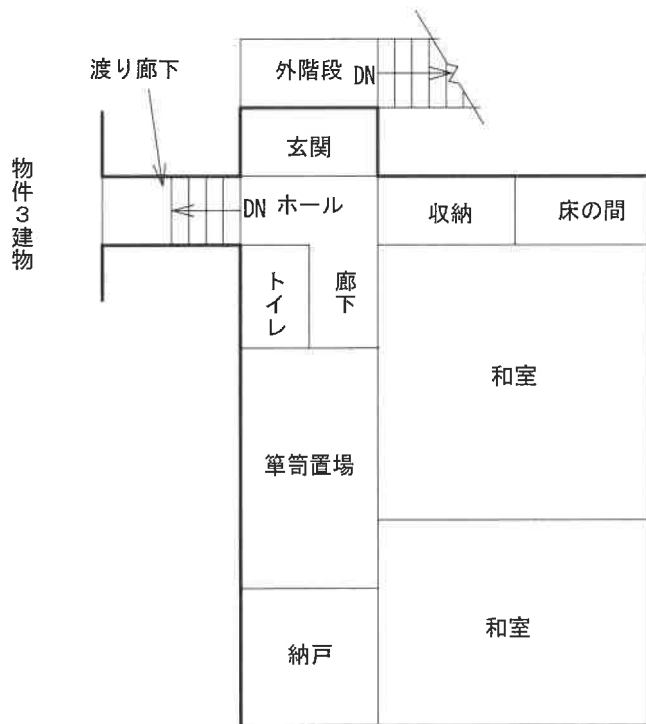 外階段 DN
渡り廊下
玄関
物件3建物
DN ホール
収納
床の間
トイレ
廊下
和室
箪笥置場
和室
納戸